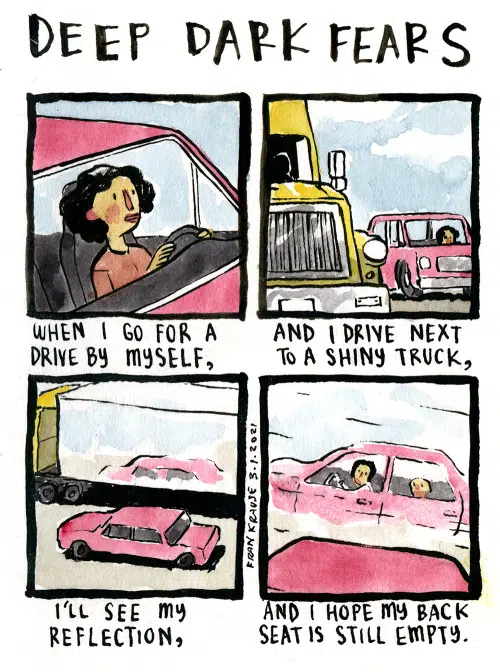 DEEP DARK FEARS
WHEN I GO FOR A
DRIVE BY MYSELF,
AND I DRIVE NEXT
TO A SHINY TRUCK,
I'LL SEE MY
REFLECTION,
FRAN KRAUSE 3.1.2021
AND I HOPE MY BACK
SEAT IS STILL EMPTY.